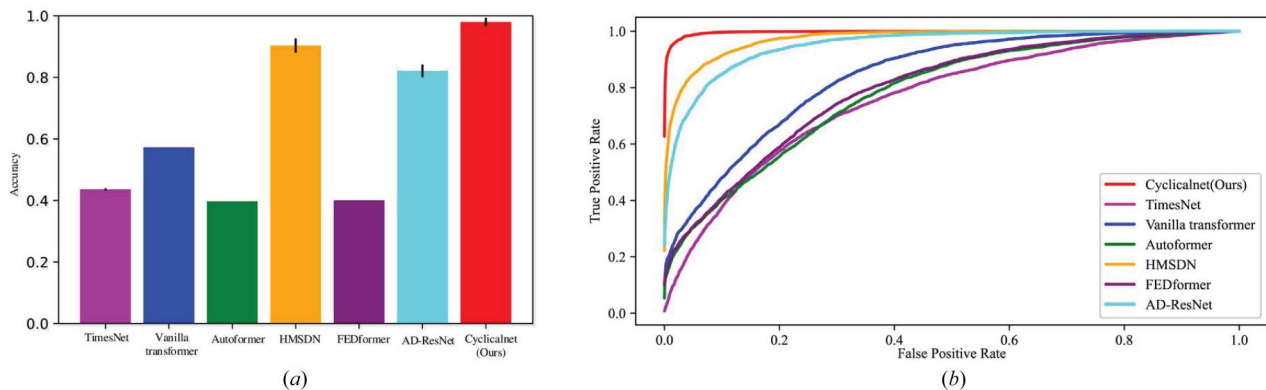 1.0
0.8
0.6
0.4
0.2
0.0
Accuracy
TimesNet
Vanilla
transformer
Autoformer
HMSDN
FEDformer
AD-ResNet
Cyclicalnet
(Ours)
(a)
1.0
0.8
0.6
0.4
0.2
0.0
True Positive Rate
Cyclicalnet(Ours)
TimesNet
Vanilla transformer
Autoformer
HMSDN
FEDformer
AD-ResNet
0.0 0.2 0.4 0.6 0.8 1.0
False Positive Rate
(b)